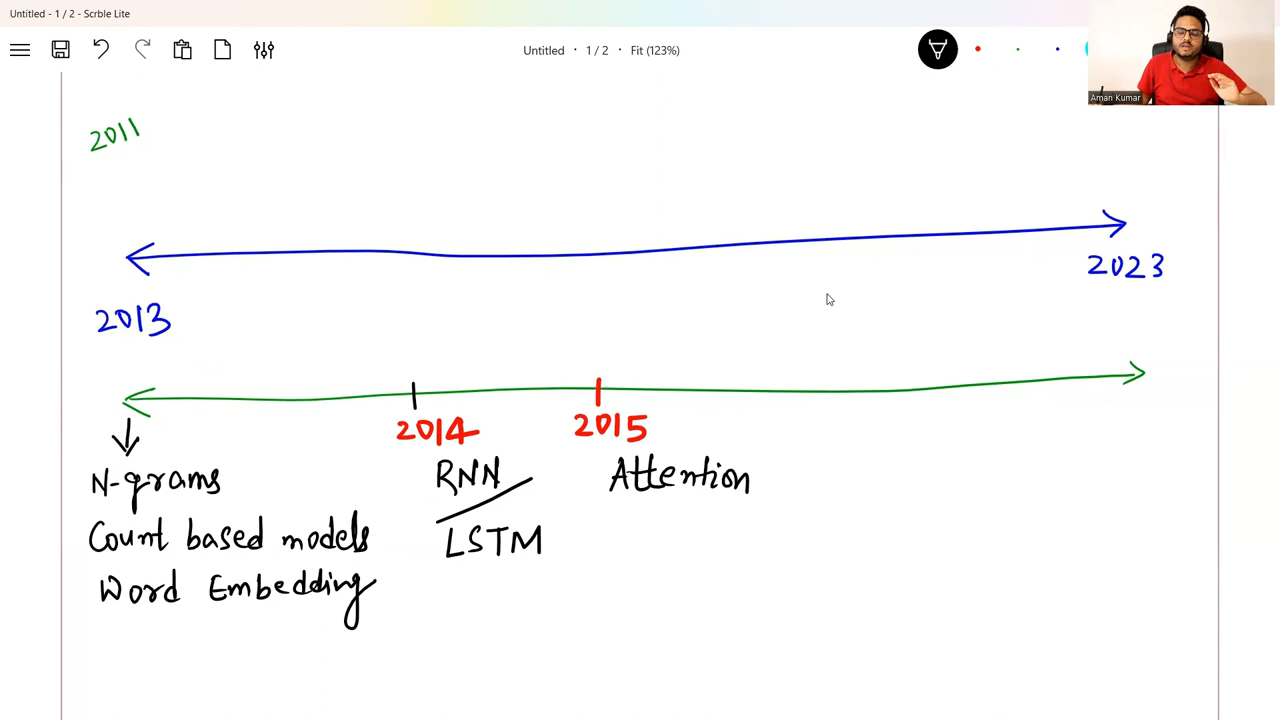 Untitled - 1 / 2 - Scrble Lite
Untitled • 1 / 2 • Fit (123%)
Aman Kumar
2011
2023
2013
2014
2015
N-grams
RNN
Attention
Count based models
LSTM
Word Embedding